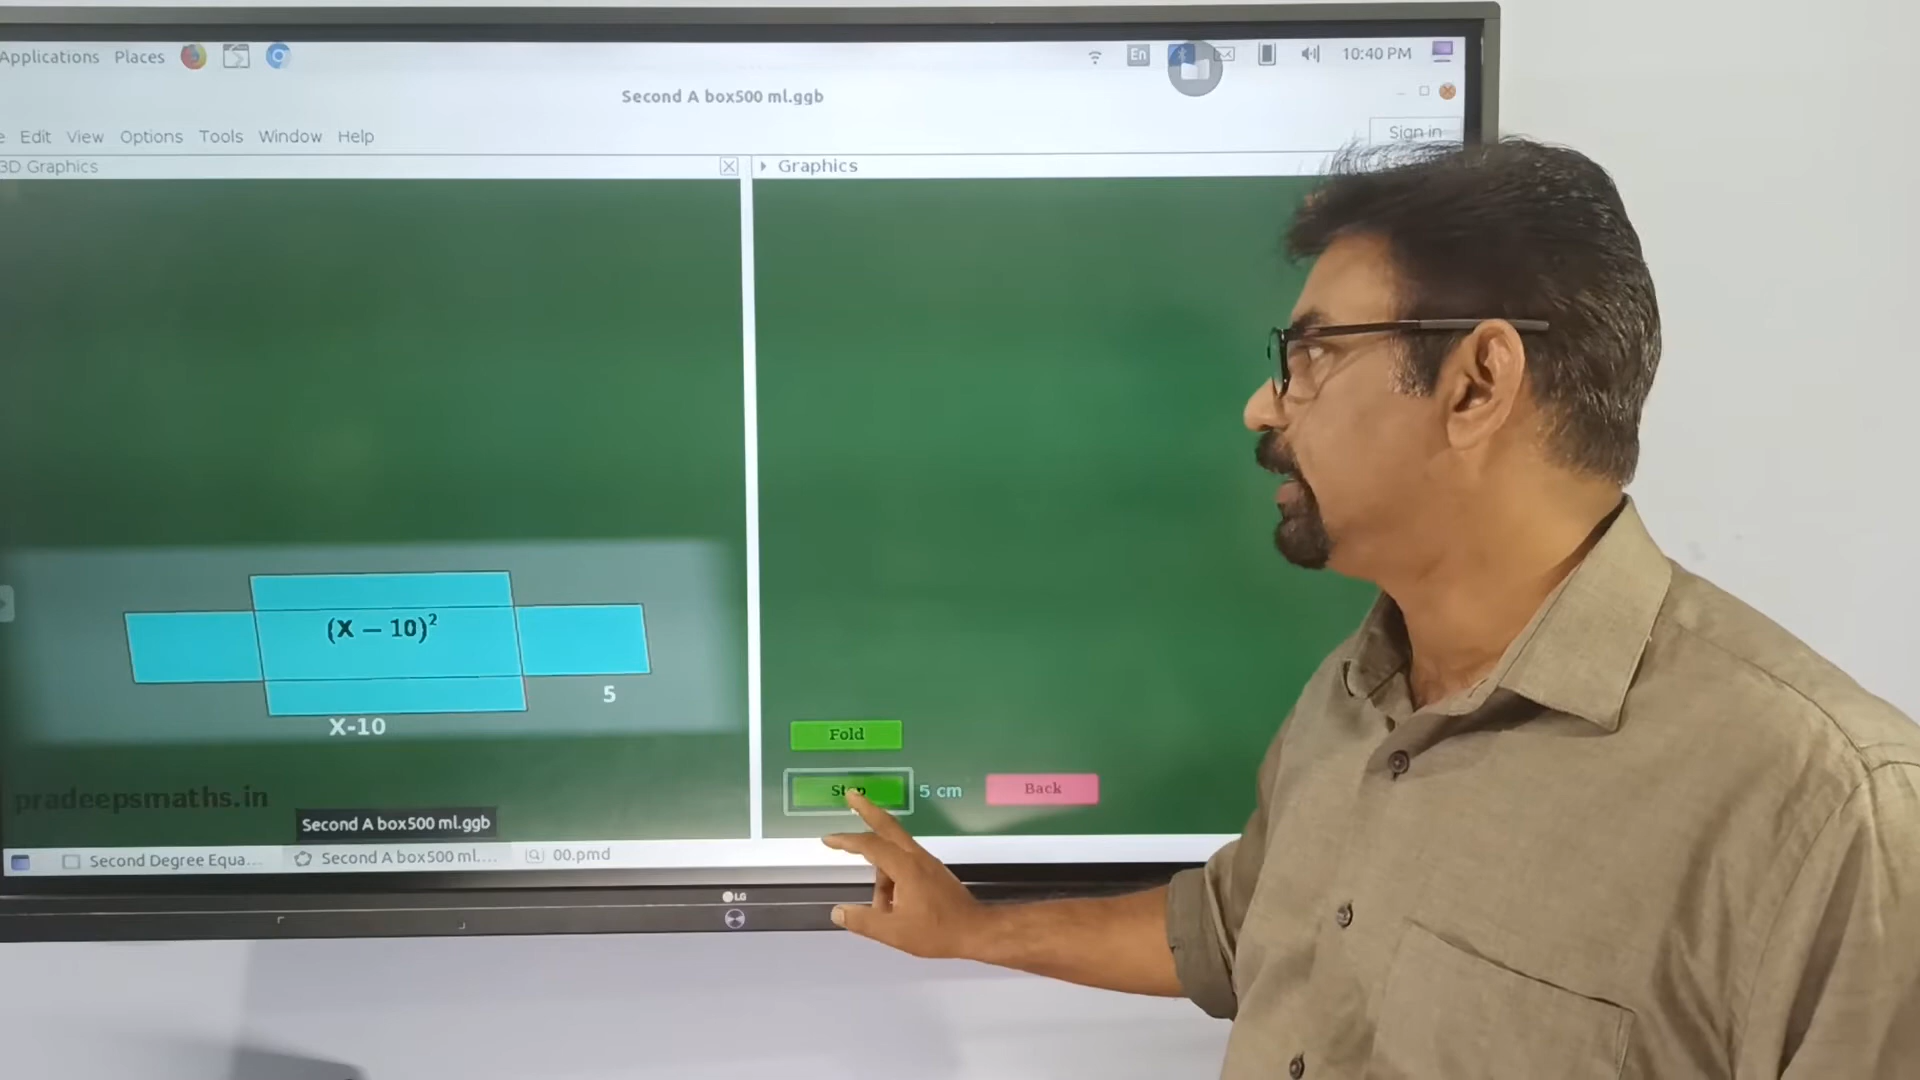 Applications Places
En
10:40 PM
Second A box500 ml.ggb
Edit View Options Tools Window Help
Sign in
3D Graphics
Graphics
(X – 10)²
5
X-10
Fold
Stop 5 cm Back
pradeepsmaths.in
Second A box500 ml.ggb
Second Degree Equa... Second A box500 ml.... 00.pmd
LG